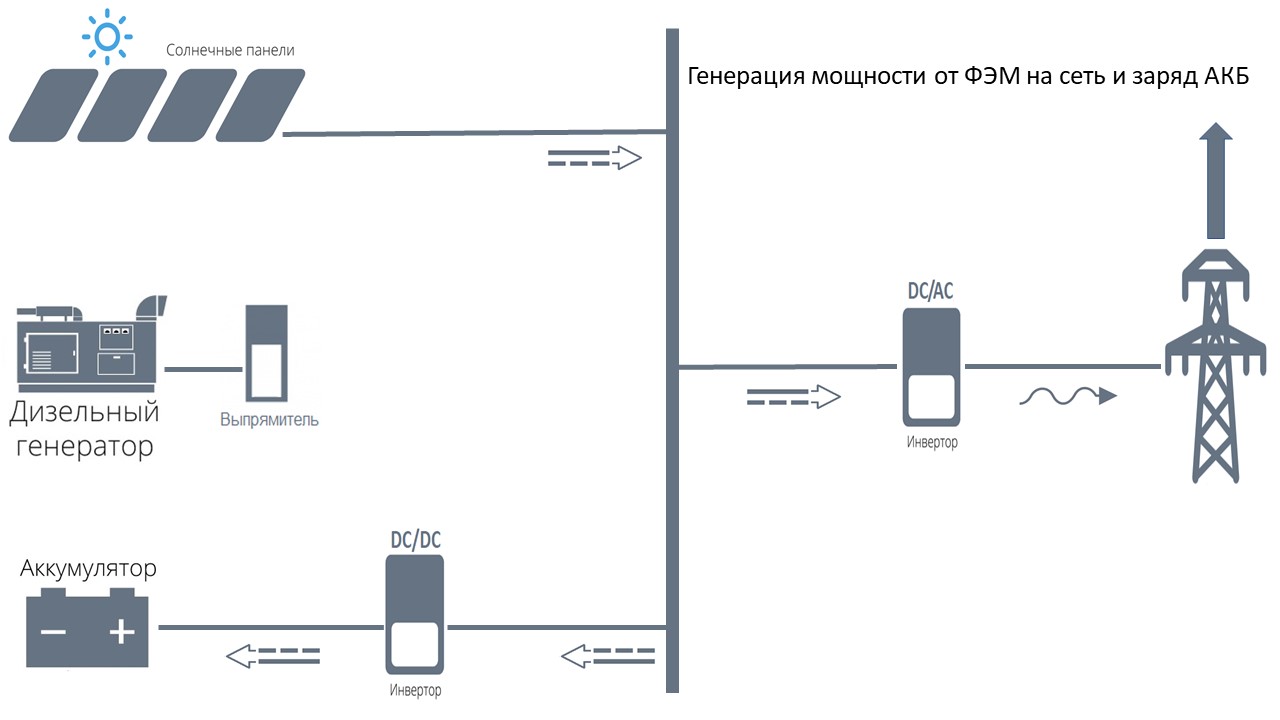 Солнечные панели
Генерация мощности от ФЭМ на сеть и заряд АКБ
DC/AC
Инвертор
Дизельный
генератор
Выпрямитель
DC/DC
Аккумулятор
Инвертор